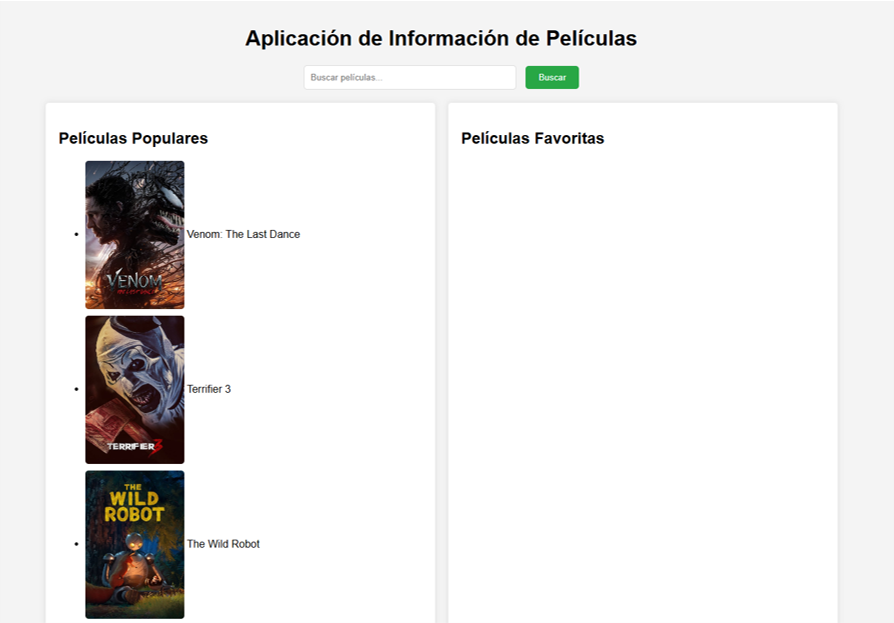 Aplicación de Información de Películas
Buscar películas...
Buscar
Películas Populares
VENOM
Venom: The Last Dance
TERRIFIER 3
Terrifier 3
THE
WILD
ROBOT
The Wild Robot
Películas Favoritas